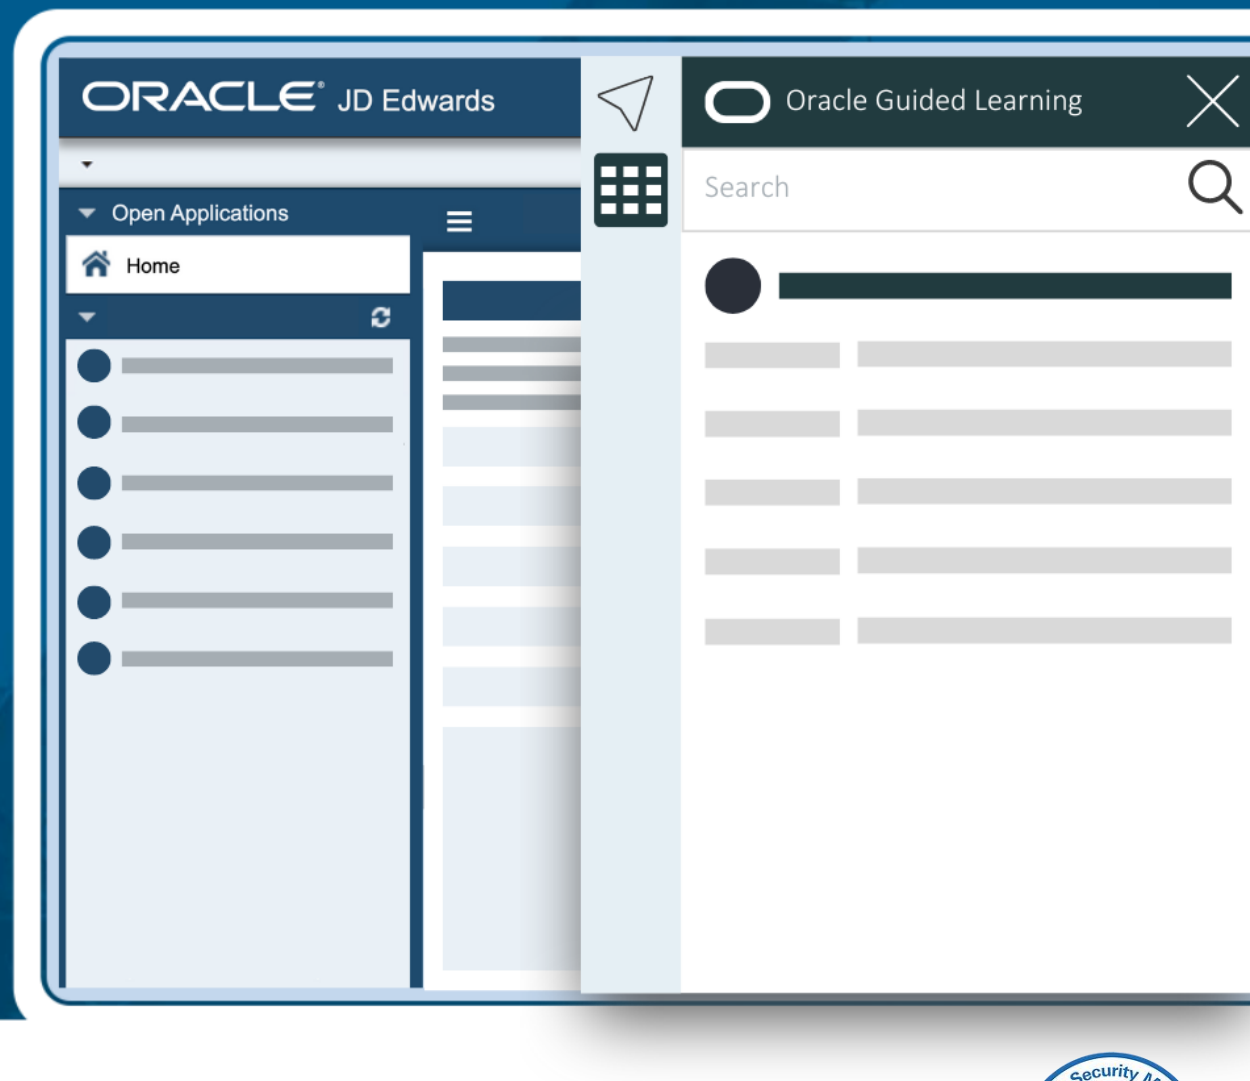 ORACLE® JD Edwards
Open Applications
Home
Oracle Guided Learning
Search
Security